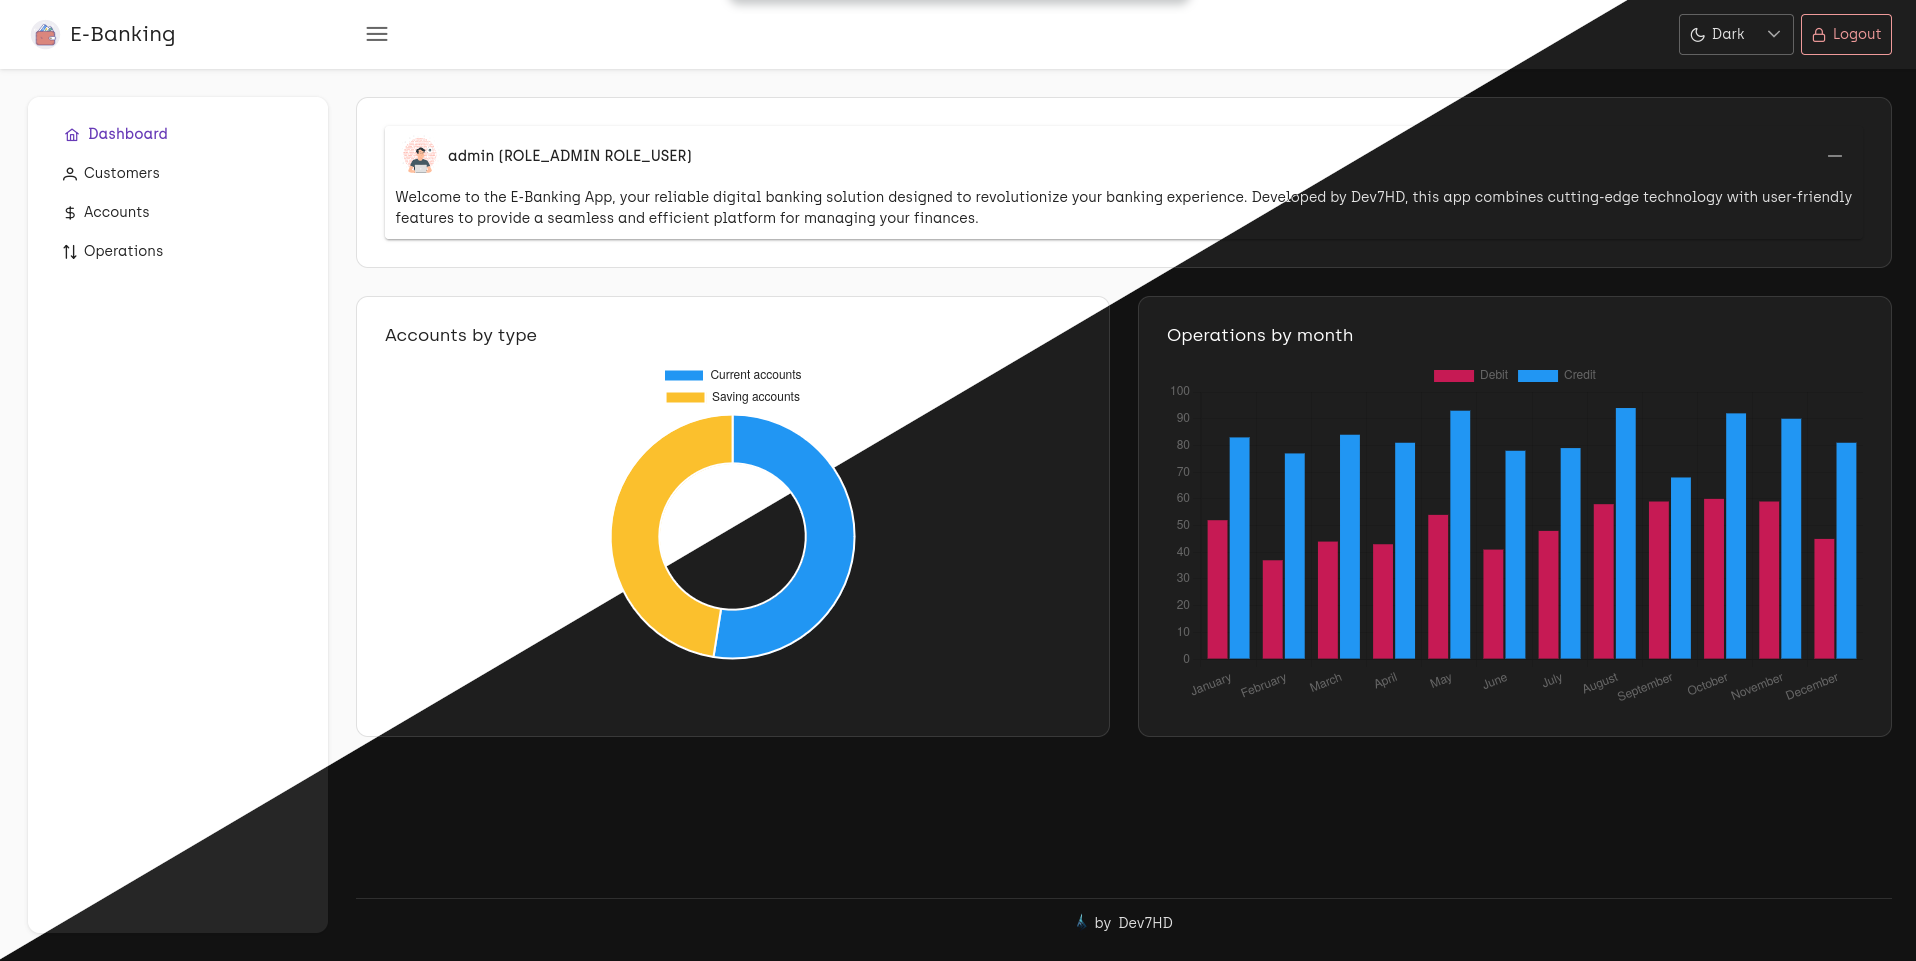 E-Banking
Dark
Logout
Dashboard
Customers
Accounts
Operations
admin (ROLE_ADMIN ROLE_USER)
Welcome to the E-Banking App, your reliable digital banking solution designed to revolutionize your banking experience. Developed by Dev7HD, this app combines cutting-edge technology with user-friendly
features to provide a seamless and efficient platform for managing your finances.
Accounts by type
Current accounts
Saving accounts
Operations by month
Debit Credit
100
90
80
70
60
50
40
30
20
10
0
January February March April May June July August September October November December
by Dev7HD